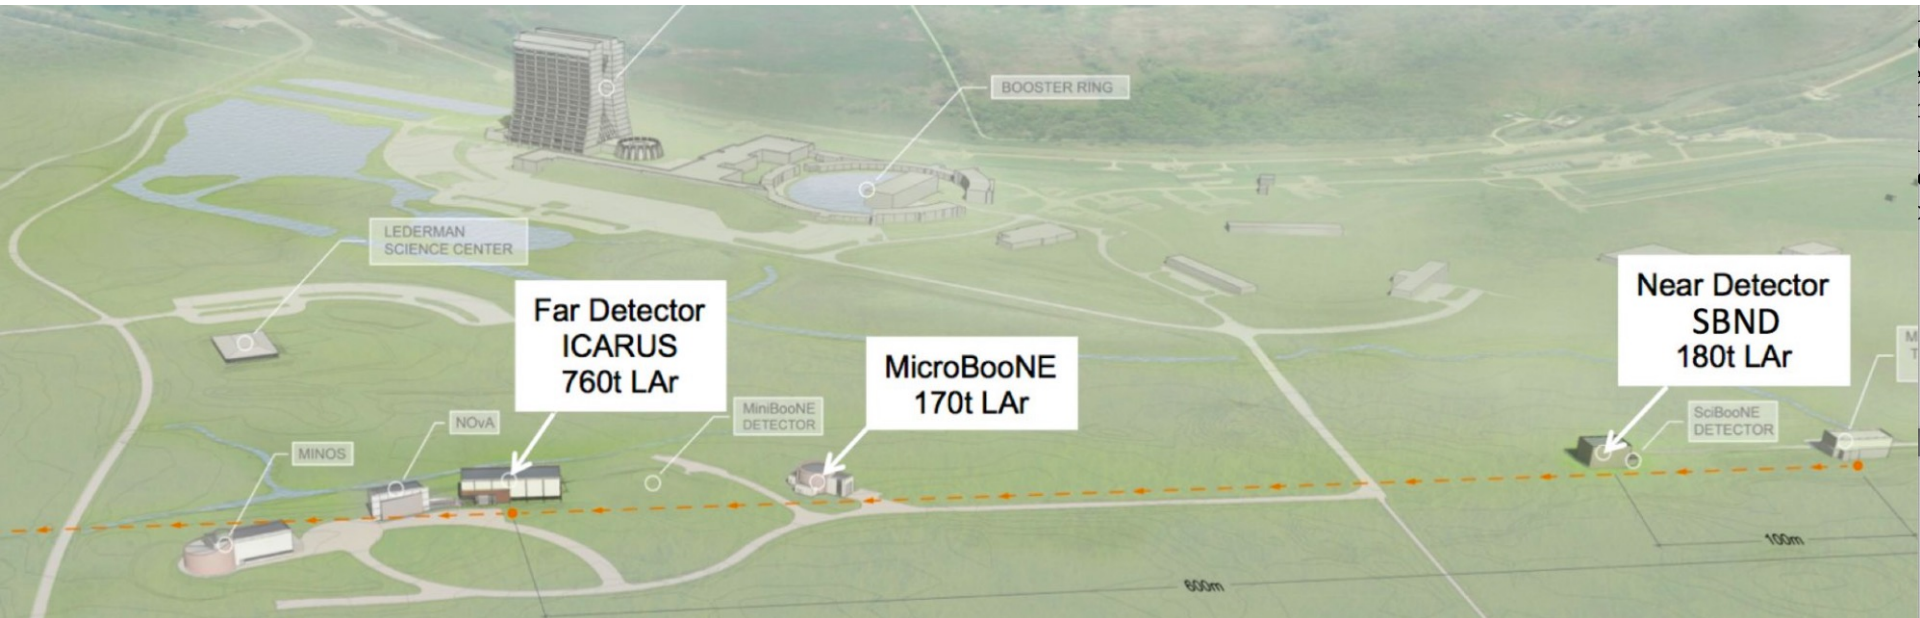 BOOSTER RING
LEDERMAN
SCIENCE CENTER
Far Detector
ICARUS
760t LAr
MicroBooNE
170t LAr
Near Detector
SBND
180t LAr
MiniBooNE
DETECTOR
SciBooNE
DETECTOR
NOvA
MINOS
100m
600m